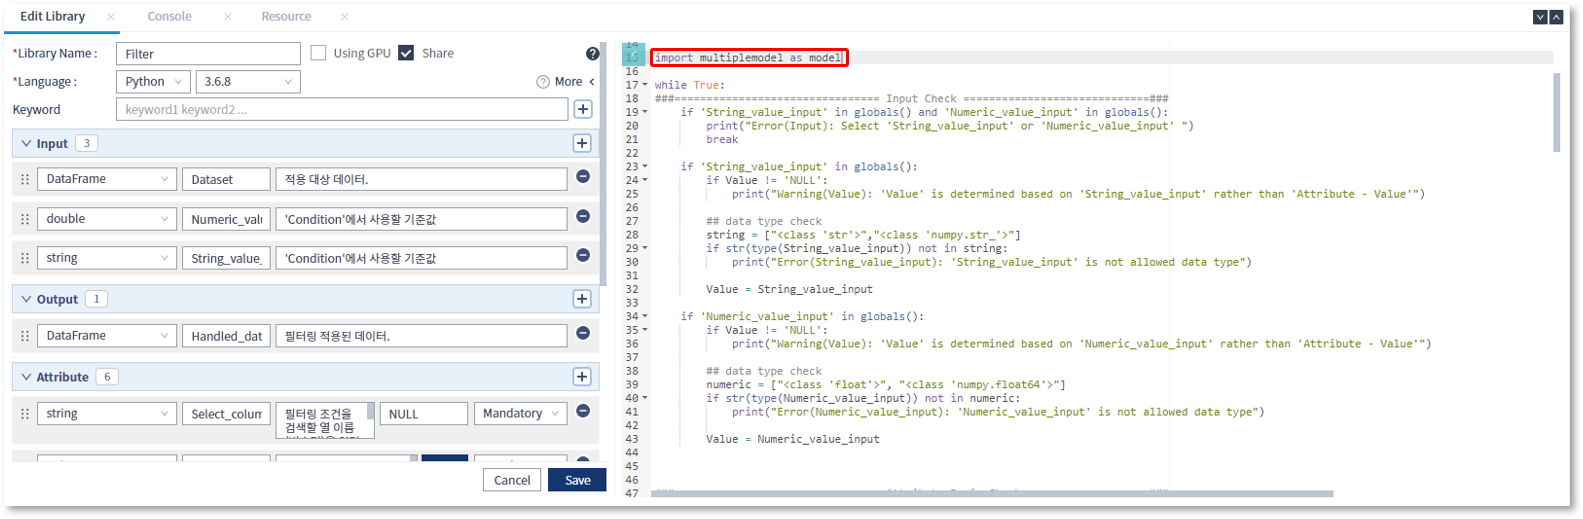 Edit Library
Console
Resource
*Library Name :
Filter
Using GPU
Share
*Language :
Python
3.6.8
More
Keyword
keyword1 keyword2 ...
Input 3
DataFrame
Dataset
적용 대상 데이터.
double
Numeric_valu
'Condition'에서 사용할 기준값
string
String_value_
'Condition'에서 사용할 기준값
Output 1
DataFrame
Handled_dat
필터링 적용된 데이터.
Attribute 6
string
Select_colum
필터링 조건을
검색할 열 이름
NULL
Mandatory
Cancel
Save
14
15 import multiplemodel as model
16
17 while True:
18 ###================================ Input Check =============================###
19 if 'String_value_input' in globals() and 'Numeric_value_input' in globals():
20 print("Error(Input): Select 'String_value_input' or 'Numeric_value_input' ")
21 break
22
23 if 'String_value_input' in globals():
24 if Value != 'NULL':
25 print("Warning(Value): 'Value' is determined based on 'String_value_input' rather than 'Attribute - Value'")
26
27 ## data type check
28 string = ["<class 'str'>","<class 'numpy.str_'>"]
29 if str(type(String_value_input)) not in string:
30 print("Error(String_value_input): 'String_value_input' is not allowed data type")
31
32 Value = String_value_input
33
34 if 'Numeric_value_input' in globals():
35 if Value != 'NULL':
36 print("Warning(Value): 'Value' is determined based on 'Numeric_value_input' rather than 'Attribute - Value'")
37
38 ## data type check
39 numeric = ["<class 'float'>", "<class 'numpy.float64'>"]
40 if str(type(Numeric_value_input)) not in numeric:
41 print("Error(Numeric_value_input): 'Numeric_value_input' is not allowed data type")
42
43 Value = Numeric_value_input
44
45
46
47